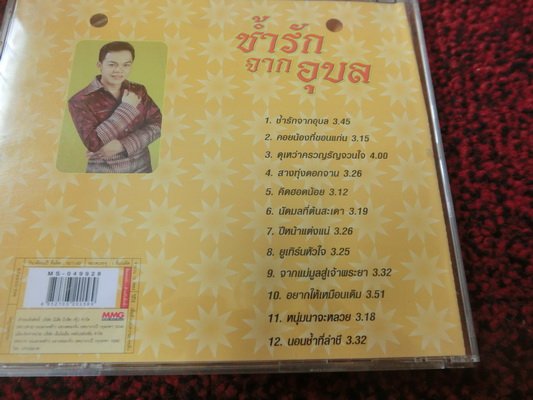 ช้ำรัก
จาก อุบล
1. ช้ำรักจากอุบล 3.45
2. คอยน้องที่ขอนแก่น 3.15
3. ดุเหว่าครวญรัญจวนใจ 4.00
4. สางทุ่งดอกจาน 3.26
5. คิดฮอดน้อย 3.12
6. นัดมลที่ต้นสะเดา 3.19
7. ปีหน้าแต่งแน่ 3.26
8. ยูเทิร์นหัวใจ 3.25
9. จากแม่มูลสู่เจ้าพระยา 3.32
10. อยากให้เหมือนเดิม 3.51
11. หนุ่มนาจะหลวย 3.18
12. นอนช้ำที่ลำชี 3.32
MS-049928
MMG